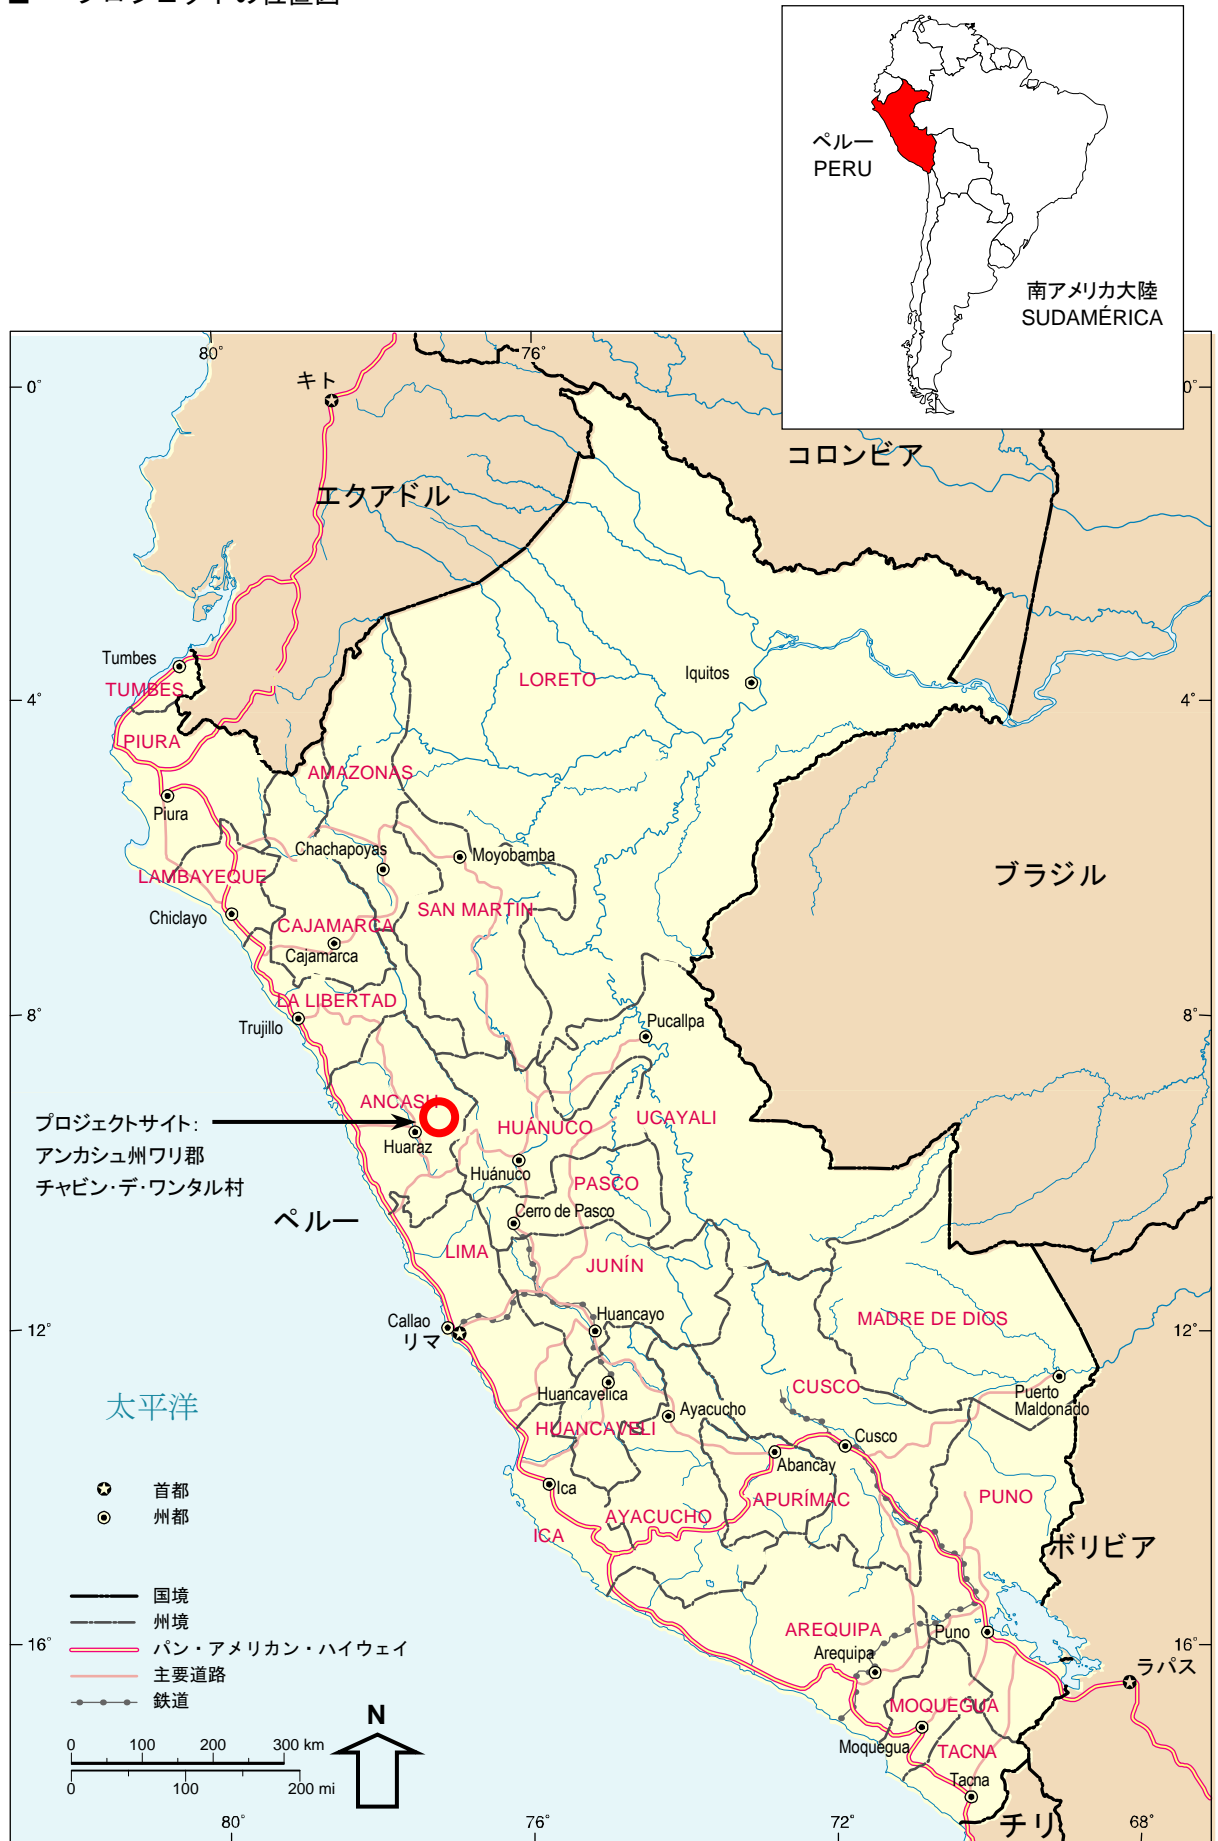 ペルー
PERU
南アメリカ大陸
SUDAMÉRICA
80°
76°
0°
0°
キト
コロンビア
エクアドル
Tumbes
TUMBES
LORETO
Iquitos
4°
4°
PIURA
AMAZONAS
Piura
Chachapoyas
Moyobamba
LAMBAYEQUE
ブラジル
Chiclayo
SAN MARTÍN
CAJAMARCA
Cajamarca
LA LIBERTAD
Trujillo
8°
8°
Pucallpa
ANCASH
UCAYALI
プロジェクトサイト:
アンカシュ州ワリ郡
チャビン・デ・ワンタル村
Huaraz
HUÁNUCO
Huánuco
PASCO
ペルー
Cerro de Pasco
LIMA
JUNÍN
MADRE DE DIOS
Callao
リマ
Huancayo
12°
12°
Huancavelica
CUSCO
Puerto
Maldonado
太平洋
Ayacucho
HUANCAVELI
Cusco
Abancay
首都
州都
Ica
APURÍMAC
PUNO
AYACUCHO
ICA
ボリビア
国境
州境
パン・アメリカン・ハイウェイ
主要道路
鉄道
AREQUIPA
Puno
16°
16°
Arequipa
ラパス
MOQUEGUA
N
Moquegua
TACNA
0 100 200 300 km
0 100 200 mi
Tacna
チリ
80°
76°
72°
68°